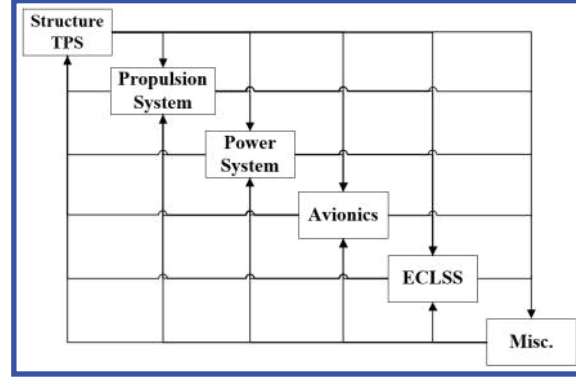 Structure
TPS
Propulsion
System
Power
System
Avionics
ECLSS
Misc.